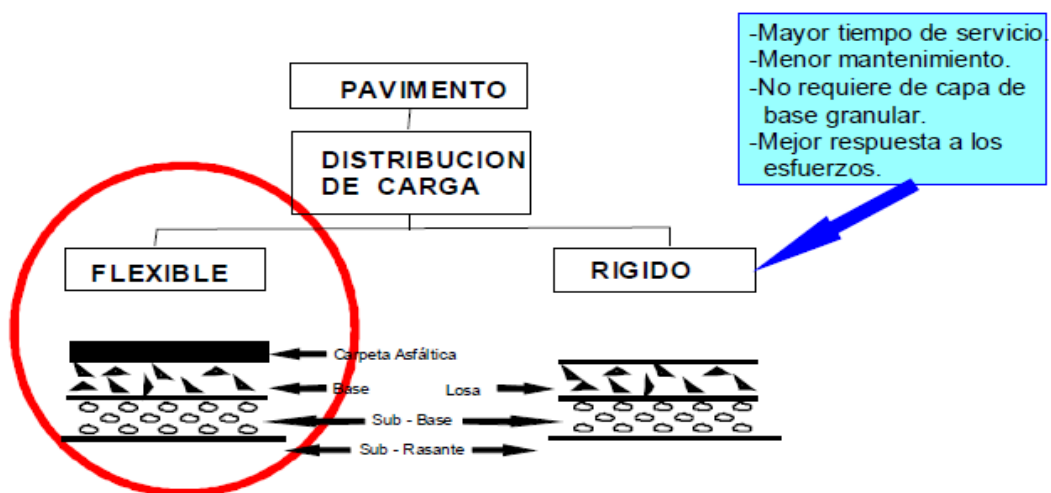 -Mayor tiempo de servicio.
-Menor mantenimiento.
-No requiere de capa de
base granular.
-Mejor respuesta a los
esfuerzos.
PAVIMENTO
DISTRIBUCION
DE CARGA
FLEXIBLE
RIGIDO
Carpeta Asfáltica
Base
Losa
Sub - Base
Sub - Rasante